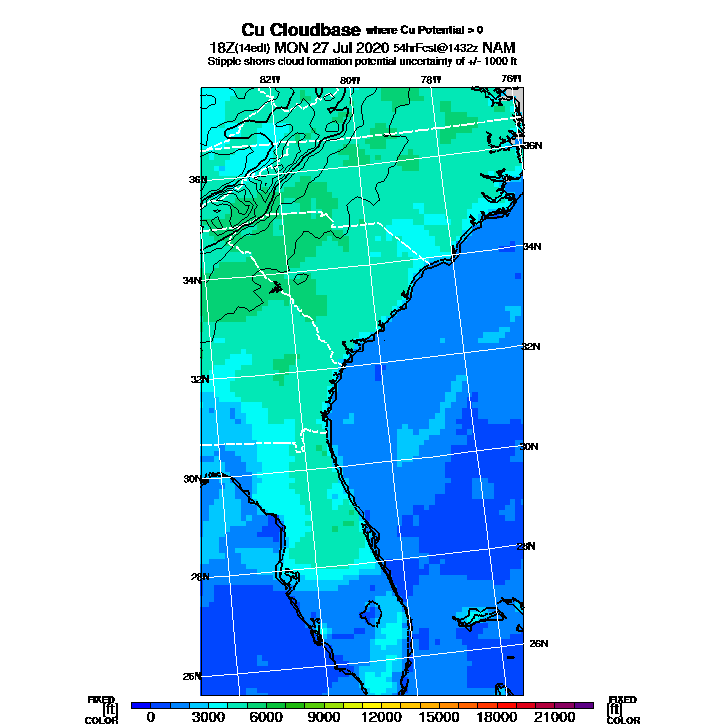 Cu Cloudbase where Cu Potential > 0
18Z(14edt) MON 27 Jul 2020 54hrFcst@1432z NAM
Stipple shows cloud formation potential uncertainty of +/- 1000 ft
82W 80W 78W 76W
36N
36N
34N
34N
32N
32N
30N
30N
28N
28N
26N
26N
FIXED [ft] COLOR
0 3000 6000 9000 12000 15000 18000 21000
FIXED [ft] COLOR